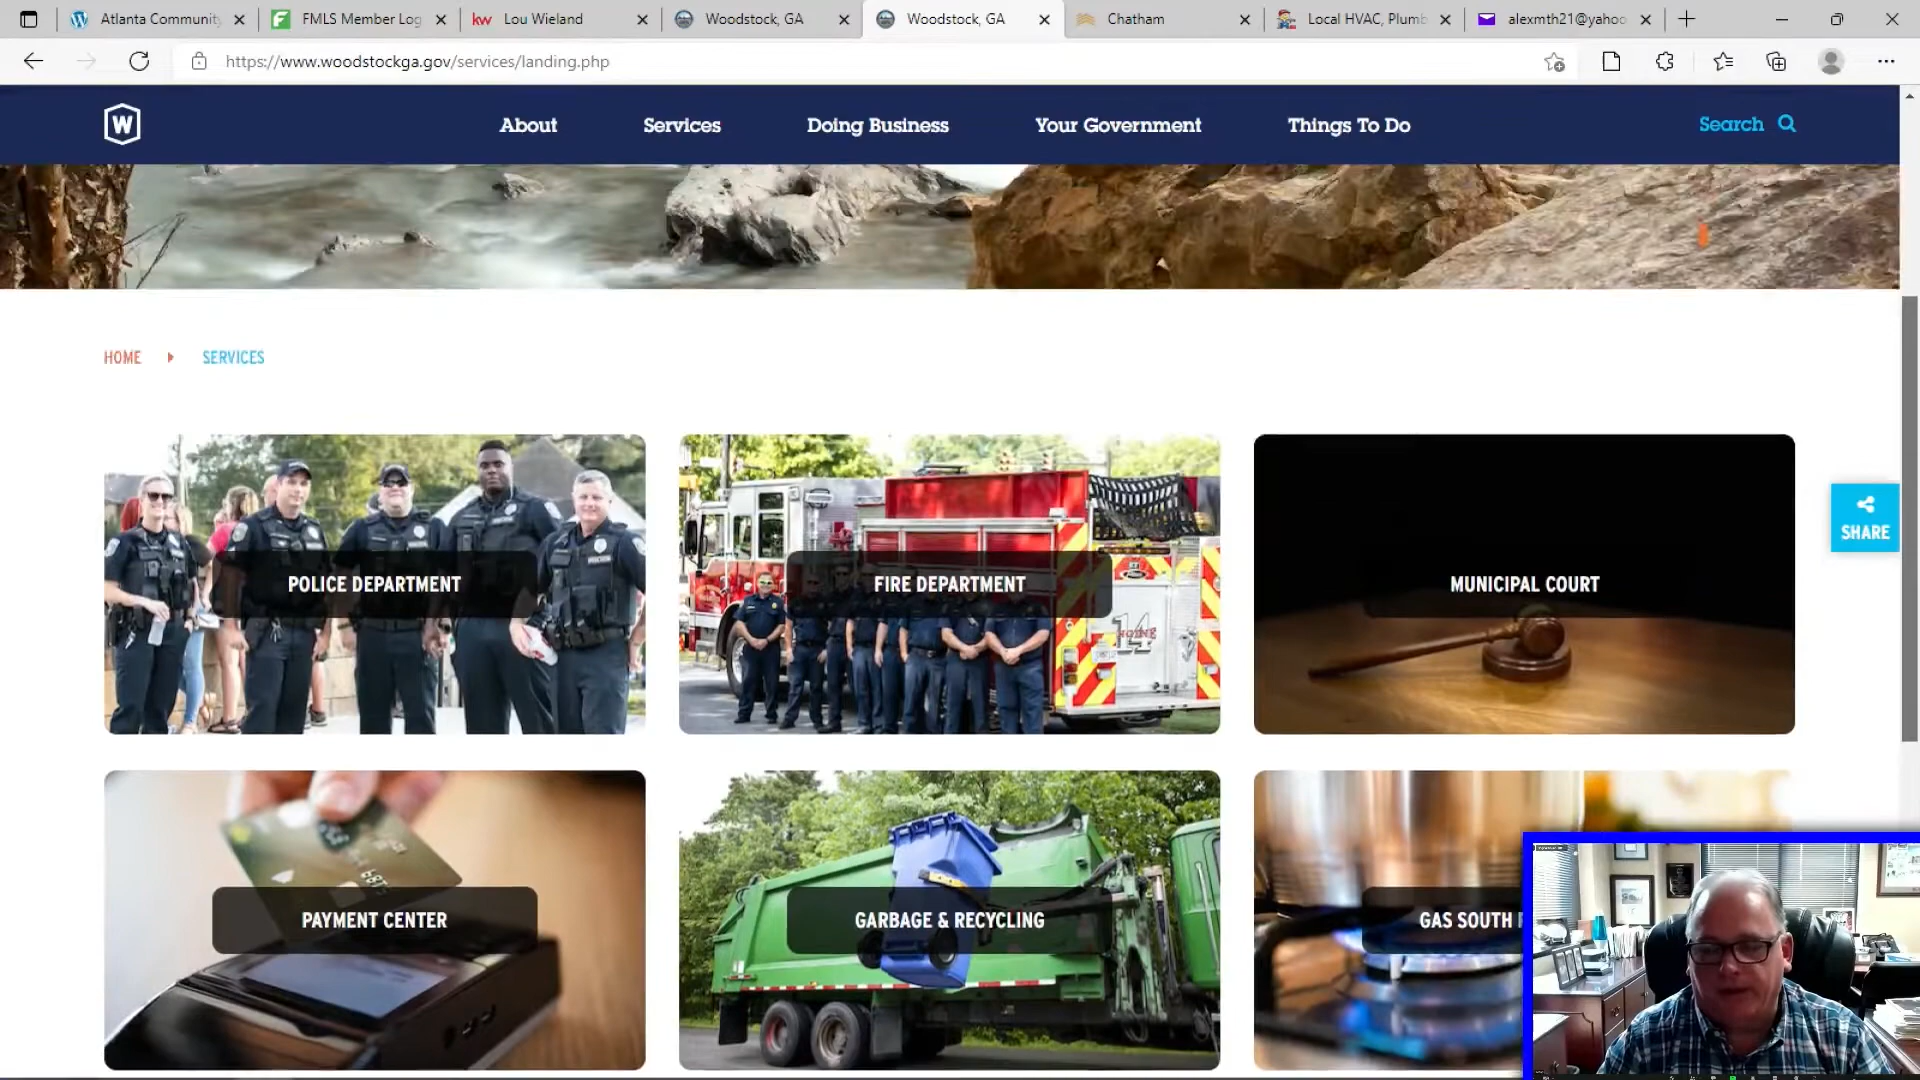 Atlanta Community
FMLS Member Log
kw Lou Wieland
Woodstock, GA
Woodstock, GA
Chatham
Local HVAC, Plumb
alexmth21@yahoo
https://www.woodstockga.gov/services/landing.php
W
About
Services
Doing Business
Your Government
Things To Do
Search
HOME
SERVICES
POLICE DEPARTMENT
FIRE DEPARTMENT
MUNICIPAL COURT
SHARE
14
PAYMENT CENTER
GARBAGE & RECYCLING
GAS SOUTH